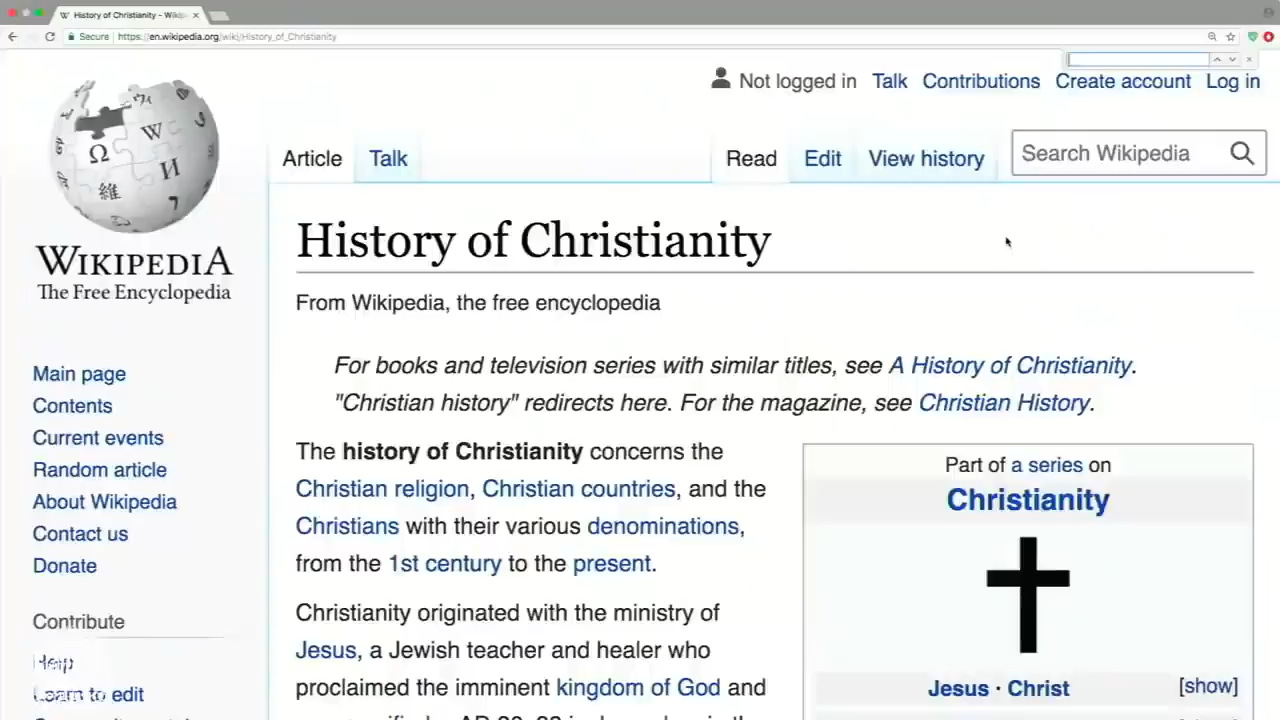 History of Christianity - Wikip
Secure https://en.wikipedia.org/wiki/History_of_Christianity
Not logged in Talk Contributions Create account Log in
Article Talk Read Edit View history Search Wikipedia
WIKIPEDIA
The Free Encyclopedia
History of Christianity
From Wikipedia, the free encyclopedia
For books and television series with similar titles, see A History of Christianity.
"Christian history" redirects here. For the magazine, see Christian History.
Main page
Contents
Current events
Random article
About Wikipedia
Contact us
Donate
Contribute
Help
Learn to edit
The history of Christianity concerns the
Christian religion, Christian countries, and the
Christians with their various denominations,
from the 1st century to the present.
Christianity originated with the ministry of
Jesus, a Jewish teacher and healer who
proclaimed the imminent kingdom of God and
Part of a series on
Christianity
Jesus · Christ [show]